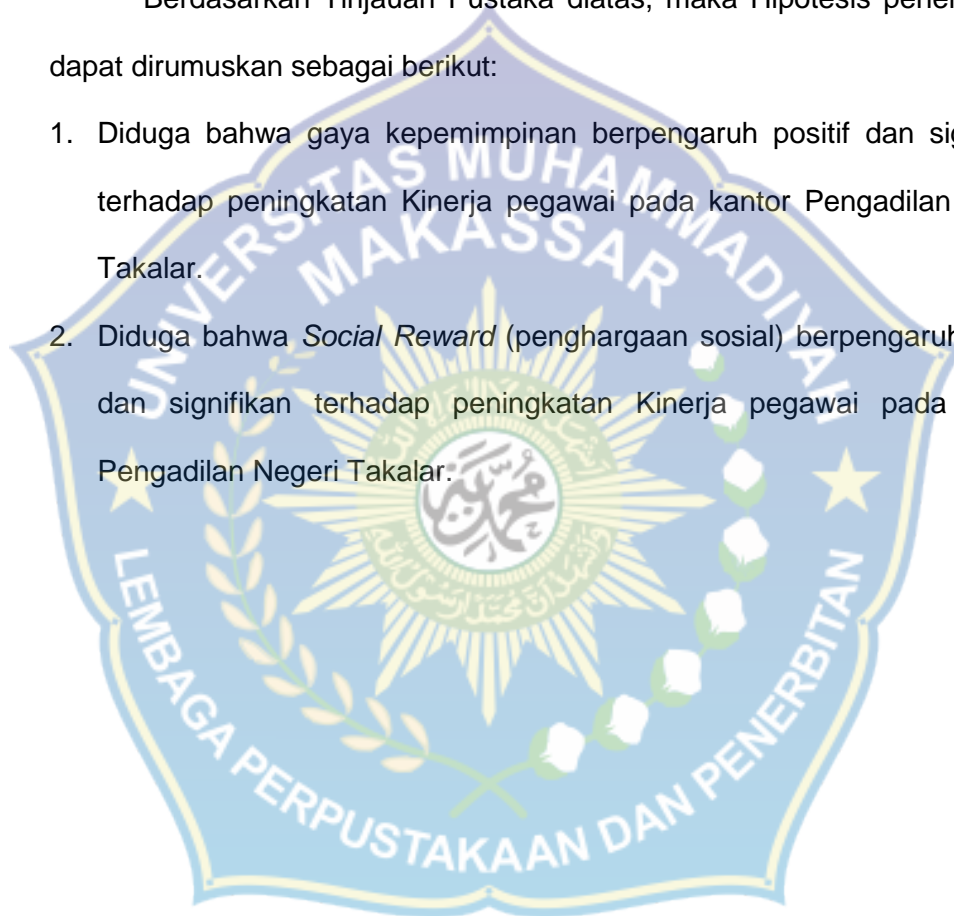 Berdasarkan Tinjauan Pustaka diatas, maka Hipotesis
dapat dirumuskan sebagai berikut:
1. Diduga bahwa gaya kepemimpinan berpengaruh positif dan
terhadap peningkatan Kinerja pegawai pada kantor Pengadilan
Takalar.
2. Diduga bahwa Social Reward (penghargaan sosial) berpengaruh
dan signifikan terhadap peningkatan Kinerja pegawai pada
Pengadilan Negeri Takalar.
UNIVERSITAS MUHAMMADIYAH
MAKASSAR
LEMBAGA PERPUSTAKAAN DAN PENERBITAN